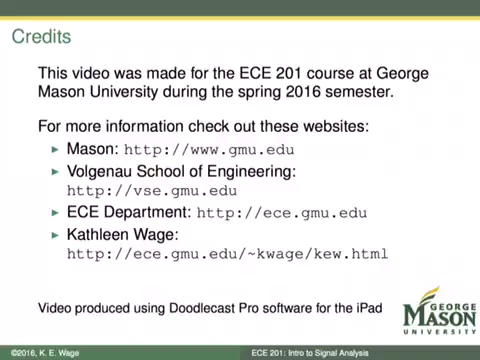 Credits
This video was made for the ECE 201 course at George
Mason University during the spring 2016 semester.
For more information check out these websites:
Mason: http://www.gmu.edu
Volgenau School of Engineering:
http://vse.gmu.edu
ECE Department: http://ece.gmu.edu
Kathleen Wage:
http://ece.gmu.edu/~kwage/kew.html
Video produced using Doodlecast Pro software for the iPad
GEORGE
MASON
UNIVERSITY
©2016, K. E. Wage
ECE 201: Intro to Signal Analysis